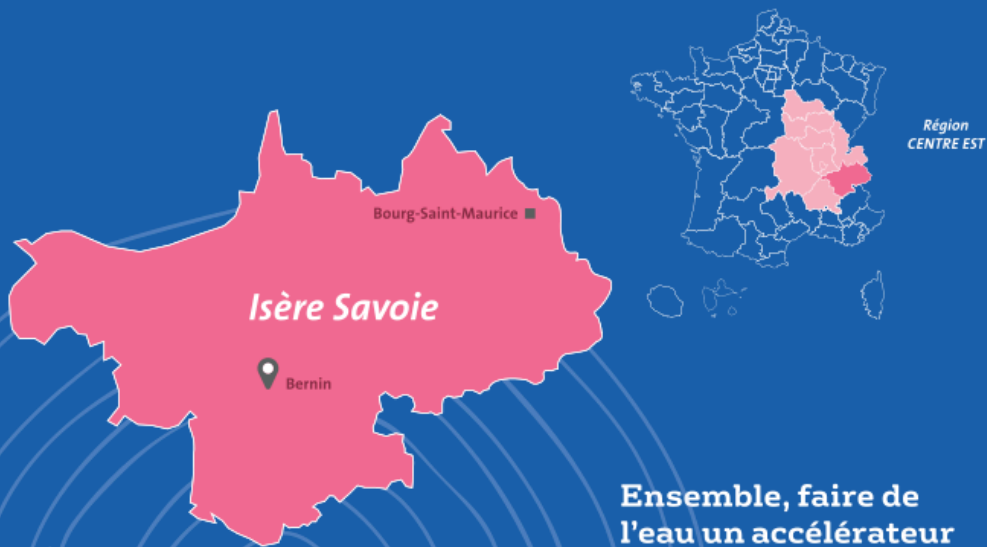 Région
CENTRE EST
Bourg-Saint-Maurice
Isère Savoie
Bernin
Ensemble, faire de
l'eau un accélérateur